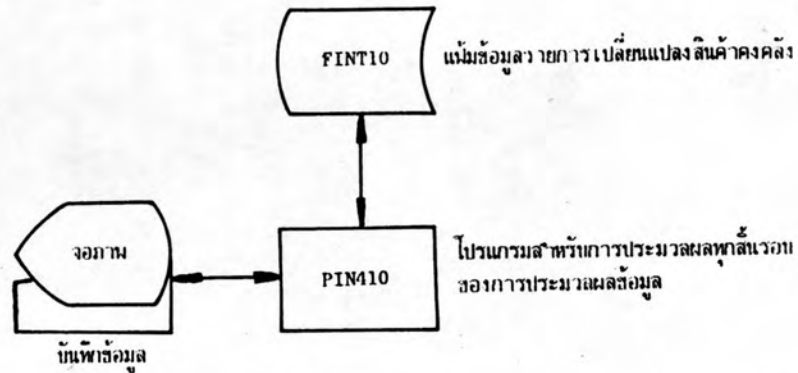 FINT10
แฟ้มข้อมูลรายการเปลี่ยนแปลงสินค้าคงคลัง
จอภาพ
PIN410
โปรแกรมสำหรับการประมวลผลทุกสิ้นรอบ
ของการประมวลผลข้อมูล
บันทึกข้อมูล